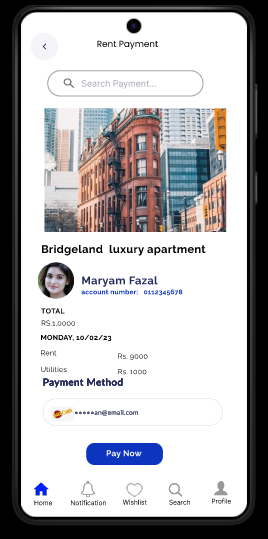 Rent Payment
Search Payment...
Bridgeland luxury apartment
Maryam Fazal
account number: 0112345678
TOTAL
RS.1,0000
MONDAY, 10/02/23
Rent Rs. 9000
Utilities Rs. 1000
Payment Method
•••••an@email.com
Pay Now
Home Notification Wishlist Search Profile